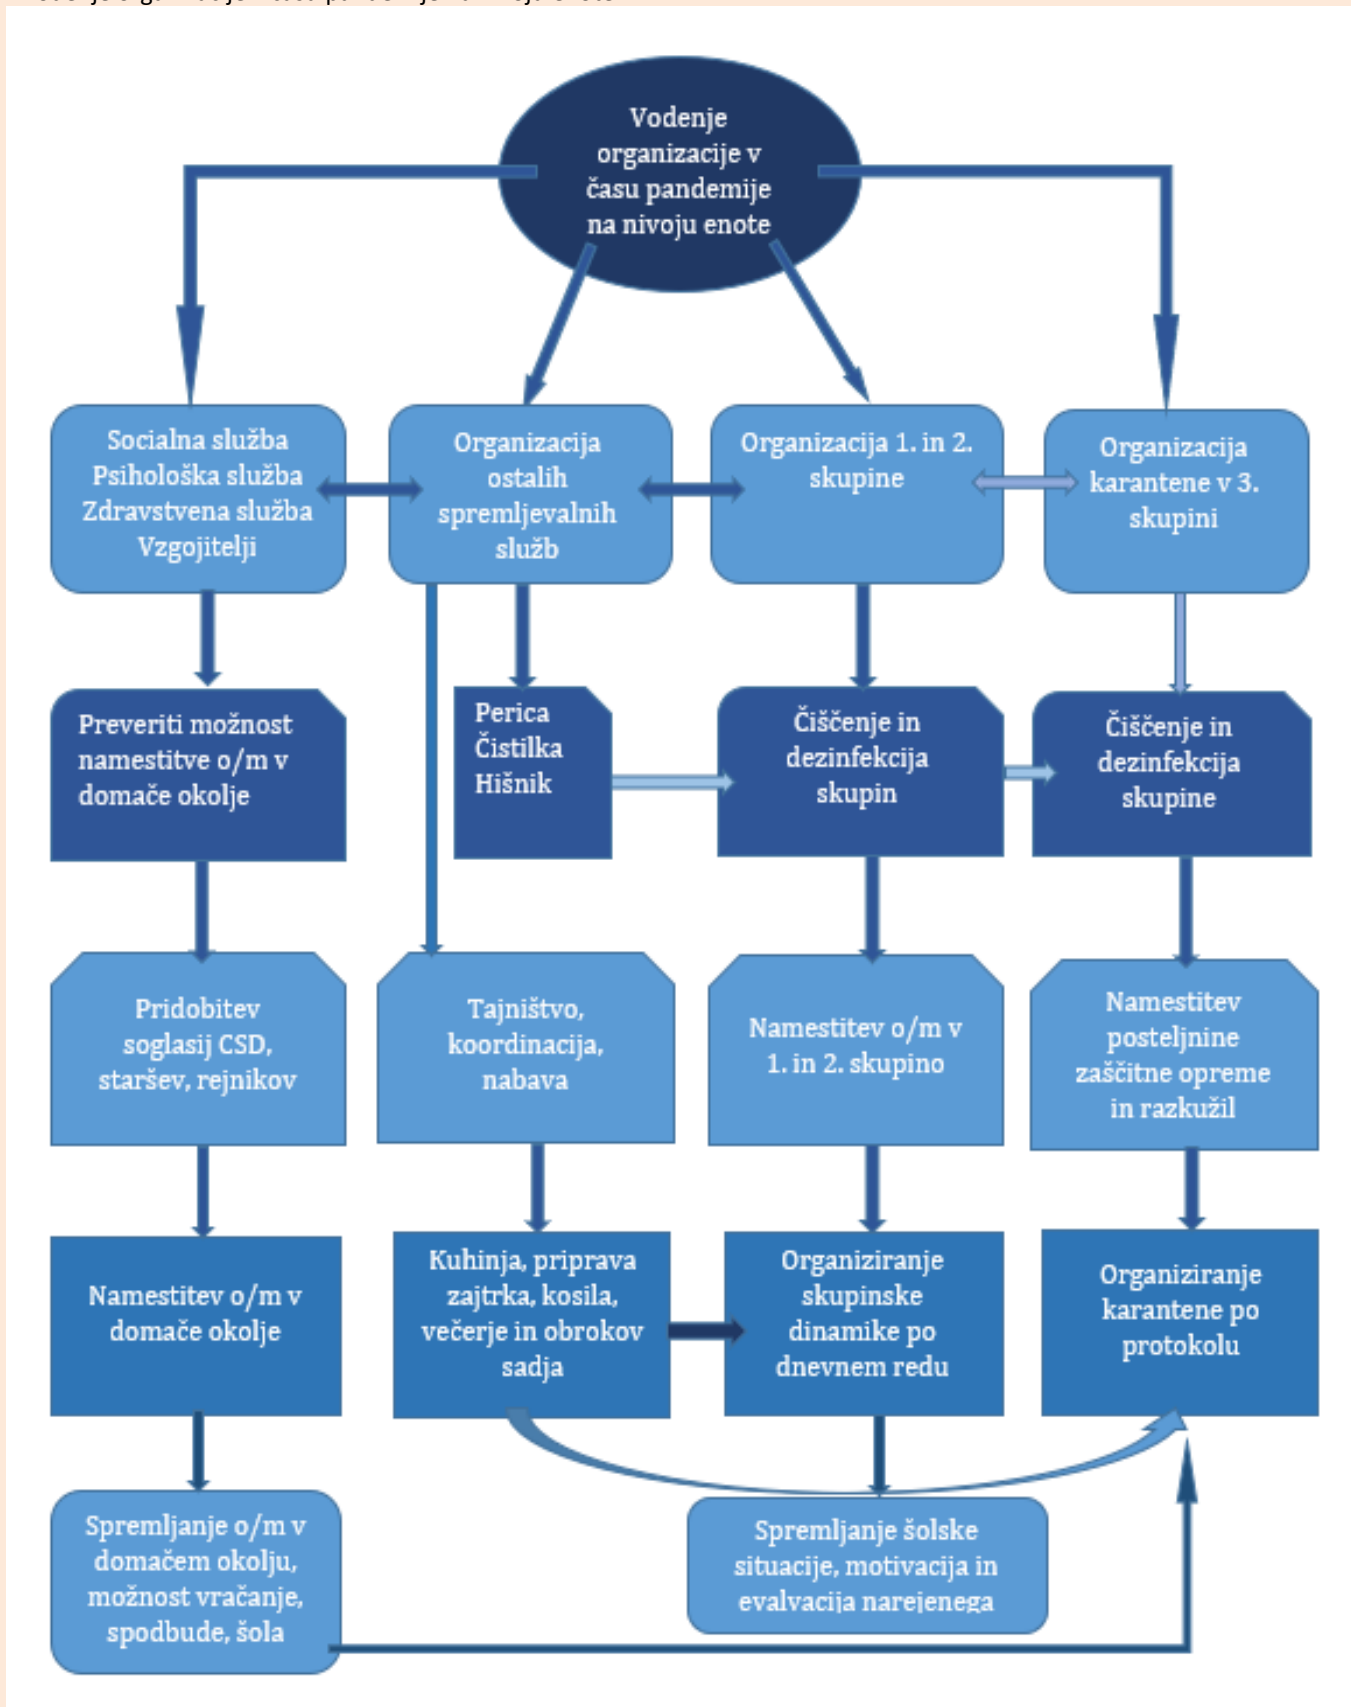 Vodenje
organizacije v
času pandemije
na nivoju enote
Socialna služba
Psihološka služba
Zdravstvena služba
Vzgojitelji
Organizacija
ostalih
spremljevalnih
služb
Organizacija 1. in 2.
skupine
Organizacija
karantene v 3.
skupini
Preveriti možnost
namestitve o/m v
domače okolje
Perica
Čistilka
Hišnik
Čiščenje in
dezinfekcija
skupin
Čiščenje in
dezinfekcija
skupine
Pridobitev
soglasij CSD,
staršev, rejnikov
Tajništvo,
koordinacija,
nabava
Namestitev o/m v
1. in 2. skupino
Namestitev
posteljnine
zaščitne opreme
in razkužil
Namestitev o/m v
domače okolje
Kuhinja, priprava
zajtrka, kosila,
večerje in obrokov
sadja
Organiziranje
skupinske
dinamike po
dnevnem redu
Organiziranje
karantene po
protokolu
Spremljanje o/m v
domačem okolju,
možnost vračanje,
spodbude, šola
Spremljanje šolske
situacije, motivacija in
evalvacija narejenega